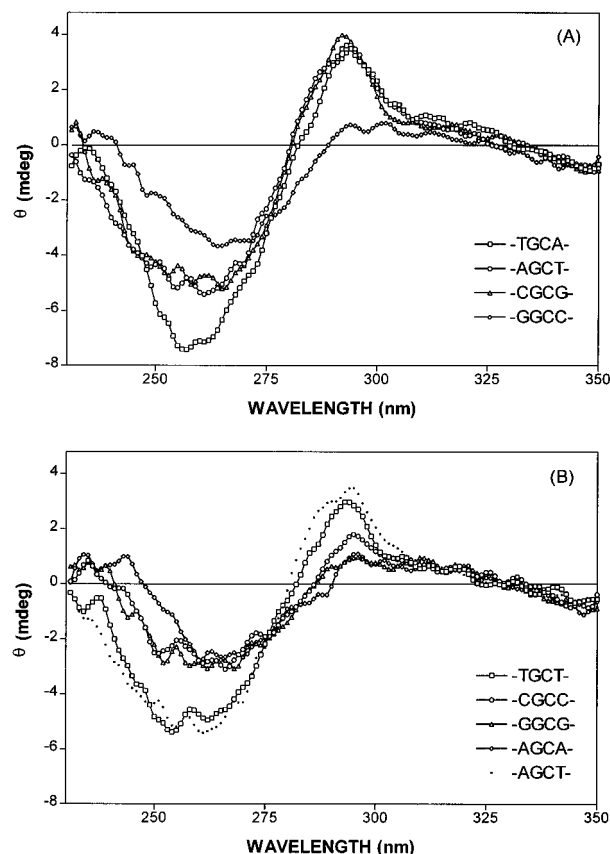 (A)
4
2
0
-2
-4
-6
-8
θ (mdeg)
-TGCA-
-AGCT-
-CGCG-
-GGCC-
250
275
300
325
350
WAVELENGTH (nm)
(B)
4
2
0
-2
-4
-6
-8
θ (mdeg)
-TGCT-
-CGCC-
-GGCG-
-AGCA-
-AGCT-
250
275
300
325
350
WAVELENGTH (nm)